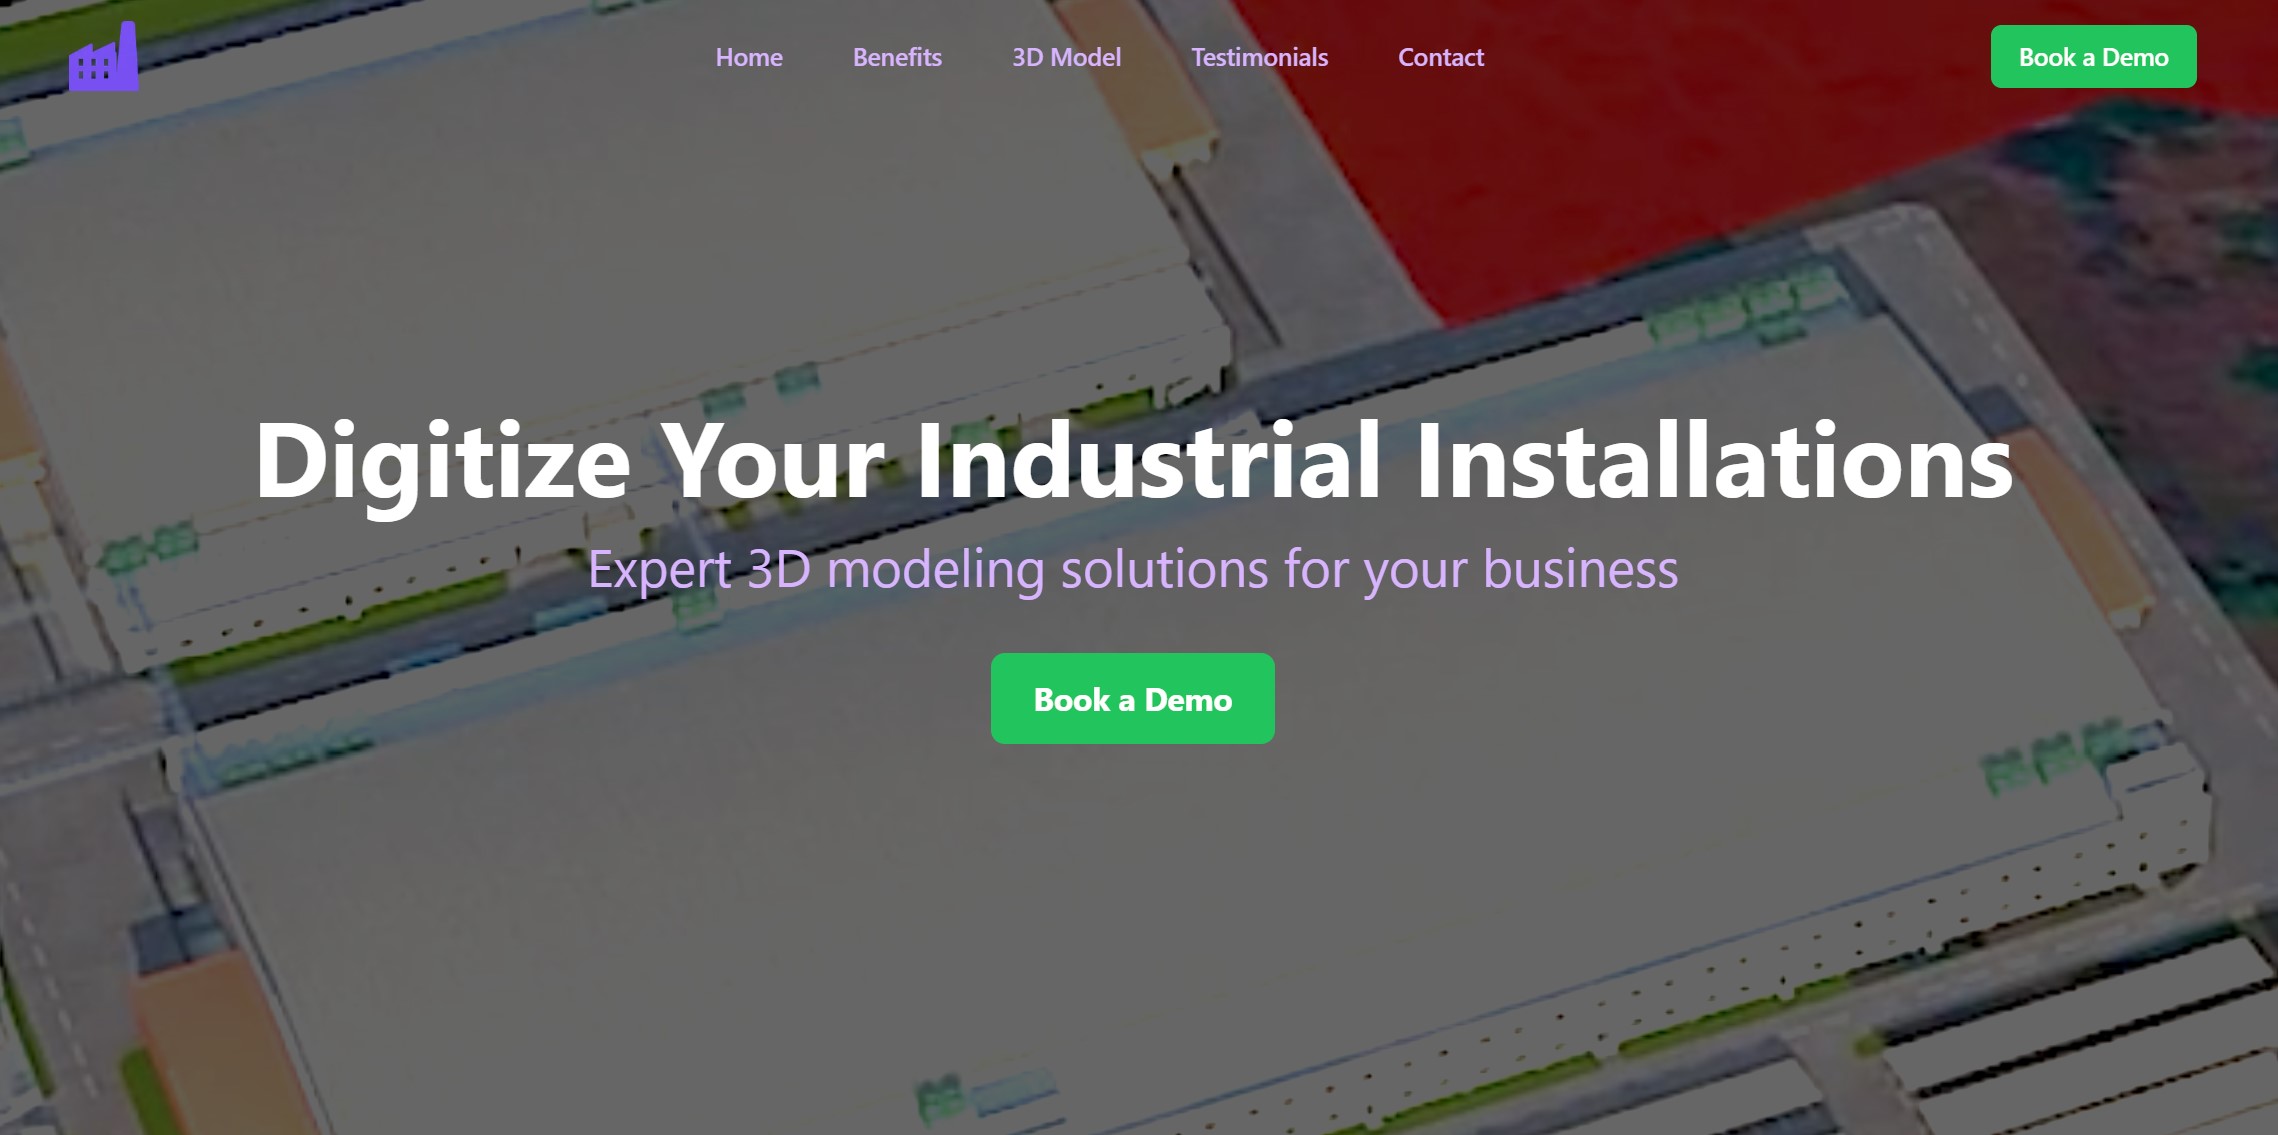 Home
Benefits
3D Model
Testimonials
Contact
Book a Demo
Digitize Your Industrial Installations
Expert 3D modeling solutions for your business
Book a Demo